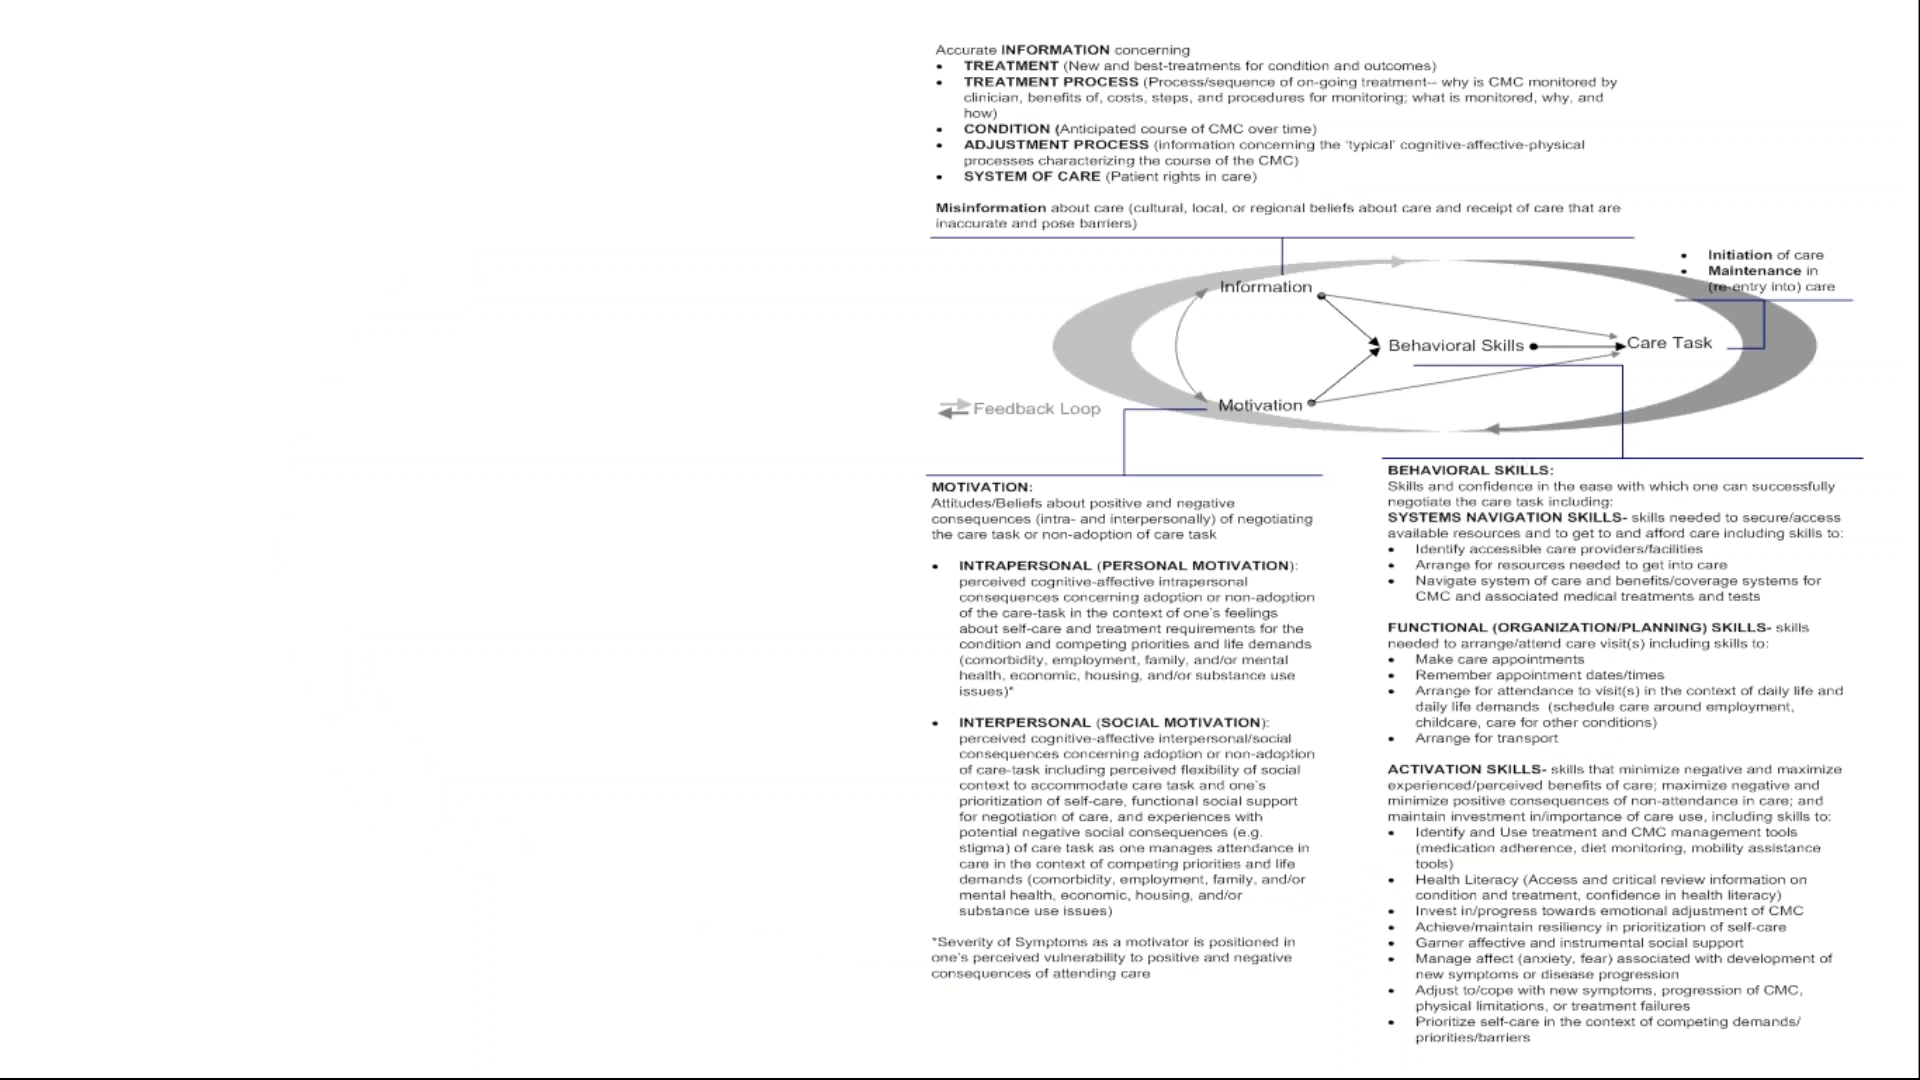 Accurate INFORMATION concerning
• TREATMENT (New and best-treatments for condition and outcomes)
• TREATMENT PROCESS (Process/sequence of on-going treatment-- why is CMC monitored by
clinician, benefits of, costs, steps, and procedures for monitoring; what is monitored, why, and
how)
• CONDITION (Anticipated course of CMC over time)
• ADJUSTMENT PROCESS (information concerning the 'typical' cognitive-affective-physical
processes characterizing the course of the CMC)
• SYSTEM OF CARE (Patient rights in care)
Misinformation about care (cultural, local, or regional beliefs about care and receipt of care that are
inaccurate and pose barriers)
• Initiation of care
• Maintenance in
(re-entry into) care
Information
Behavioral Skills
Care Task
Motivation
Feedback Loop
MOTIVATION:
Attitudes/Beliefs about positive and negative
consequences (intra- and interpersonally) of negotiating
the care task or non-adoption of care task
• INTRAPERSONAL (PERSONAL MOTIVATION):
perceived cognitive-affective intrapersonal
consequences concerning adoption or non-adoption
of the care-task in the context of one's feelings
about self-care and treatment requirements for the
condition and competing priorities and life demands
(comorbidity, employment, family, and/or mental
health, economic, housing, and/or substance use
issues)*
• INTERPERSONAL (SOCIAL MOTIVATION):
perceived cognitive-affective interpersonal/social
consequences concerning adoption or non-adoption
of care-task including perceived flexibility of social
context to accommodate care task and one's
prioritization of self-care, functional social support
for negotiation of care, and experiences with
potential negative social consequences (e.g.
stigma) of care task as one manages attendance in
care in the context of competing priorities and life
demands (comorbidity, employment, family, and/or
mental health, economic, housing, and/or
substance use issues)
*Severity of Symptoms as a motivator is positioned in
one's perceived vulnerability to positive and negative
consequences of attending care
BEHAVIORAL SKILLS:
Skills and confidence in the ease with which one can successfully
negotiate the care task including:
SYSTEMS NAVIGATION SKILLS- skills needed to secure/access
available resources and to get to and afford care including skills to:
• Identify accessible care providers/facilities
• Arrange for resources needed to get into care
• Navigate system of care and benefits/coverage systems for
CMC and associated medical treatments and tests
FUNCTIONAL (ORGANIZATION/PLANNING) SKILLS- skills
needed to arrange/attend care visit(s) including skills to:
• Make care appointments
• Remember appointment dates/times
• Arrange for attendance to visit(s) in the context of daily life and
daily life demands (schedule care around employment,
childcare, care for other conditions)
• Arrange for transport
ACTIVATION SKILLS- skills that minimize negative and maximize
experienced/perceived benefits of care; maximize negative and
minimize positive consequences of non-attendance in care; and
maintain investment in/importance of care use, including skills to:
• Identify and Use treatment and CMC management tools
(medication adherence, diet monitoring, mobility assistance
tools)
• Health Literacy (Access and critical review information on
condition and treatment, confidence in health literacy)
• Invest in/progress towards emotional adjustment of CMC
• Achieve/maintain resiliency in prioritization of self-care
• Garner affective and instrumental social support
• Manage affect (anxiety, fear) associated with development of
new symptoms or disease progression
• Adjust to/cope with new symptoms, progression of CMC,
physical limitations, or treatment failures
• Prioritize self-care in the context of competing demands/
priorities/barriers